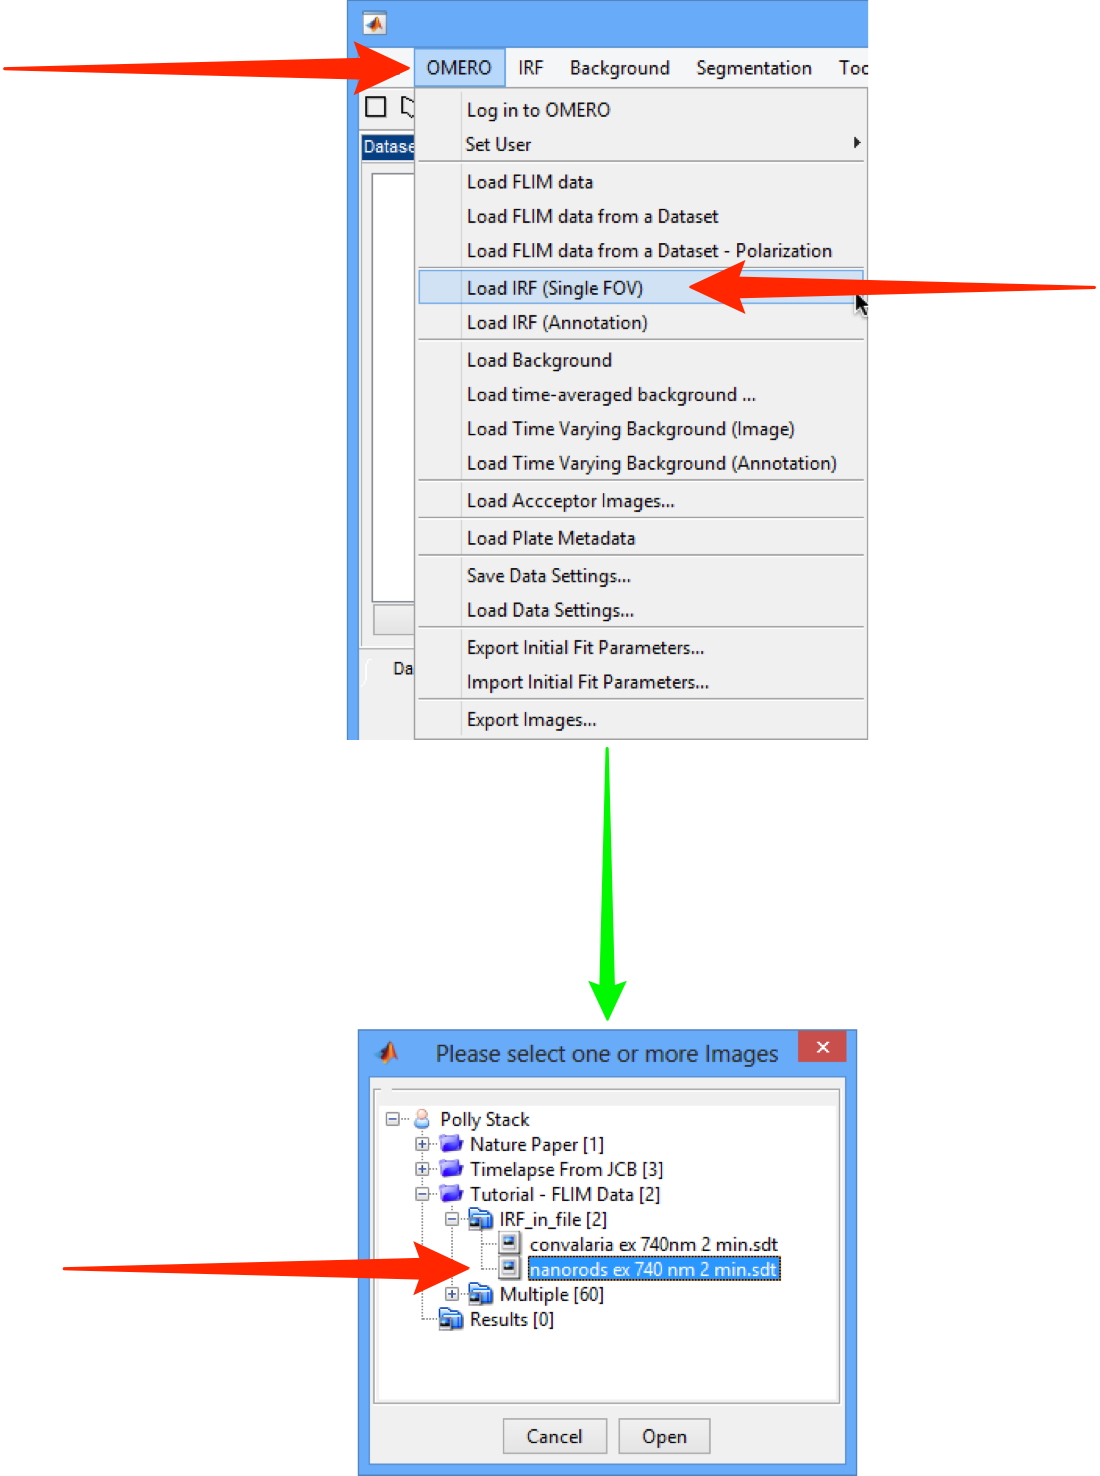 OMERO IRF Background Segmentation Toc
Log in to OMERO
Set User
Datase
Load FLIM data
Load FLIM data from a Dataset
Load FLIM data from a Dataset - Polarization
Load IRF (Single FOV)
Load IRF (Annotation)
Load Background
Load time-averaged background ...
Load Time Varying Background (Image)
Load Time Varying Background (Annotation)
Load Accceptor Images...
Load Plate Metadata
Save Data Settings...
Load Data Settings...
Export Initial Fit Parameters...
Da
Import Initial Fit Parameters...
Export Images...
Please select one or more Images
Polly Stack
Nature Paper [1]
Timelapse From JCB [3]
Tutorial - FLIM Data [2]
IRF_in_file [2]
convalaria ex 740nm 2 min.sdt
nanorods ex 740 nm 2 min.sdt
Multiple [60]
Results [0]
Cancel Open